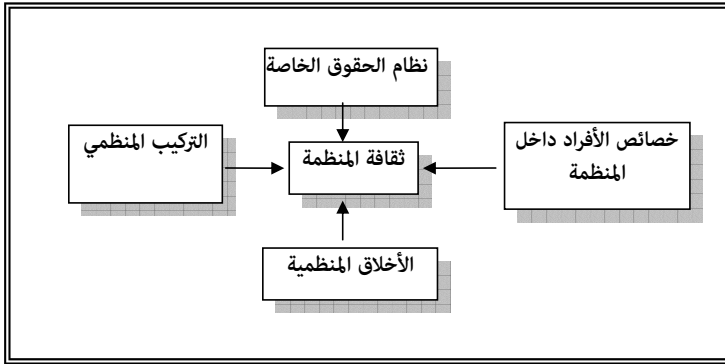 نظام الحقوق الخاصة
خصائص الأفراد داخل
المنظمة
ثقافة المنظمة
التركيب المنظمي
الأخلاق المنظمية